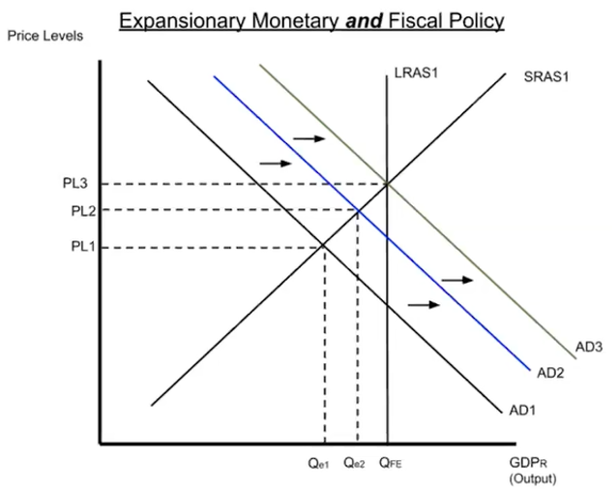 Expansionary Monetary and Fiscal Policy
Price Levels
LRAS1
SRAS1
PL3
PL2
PL1
AD3
AD2
AD1
Qe1
Qe2
QFE
GDPR
(Output)